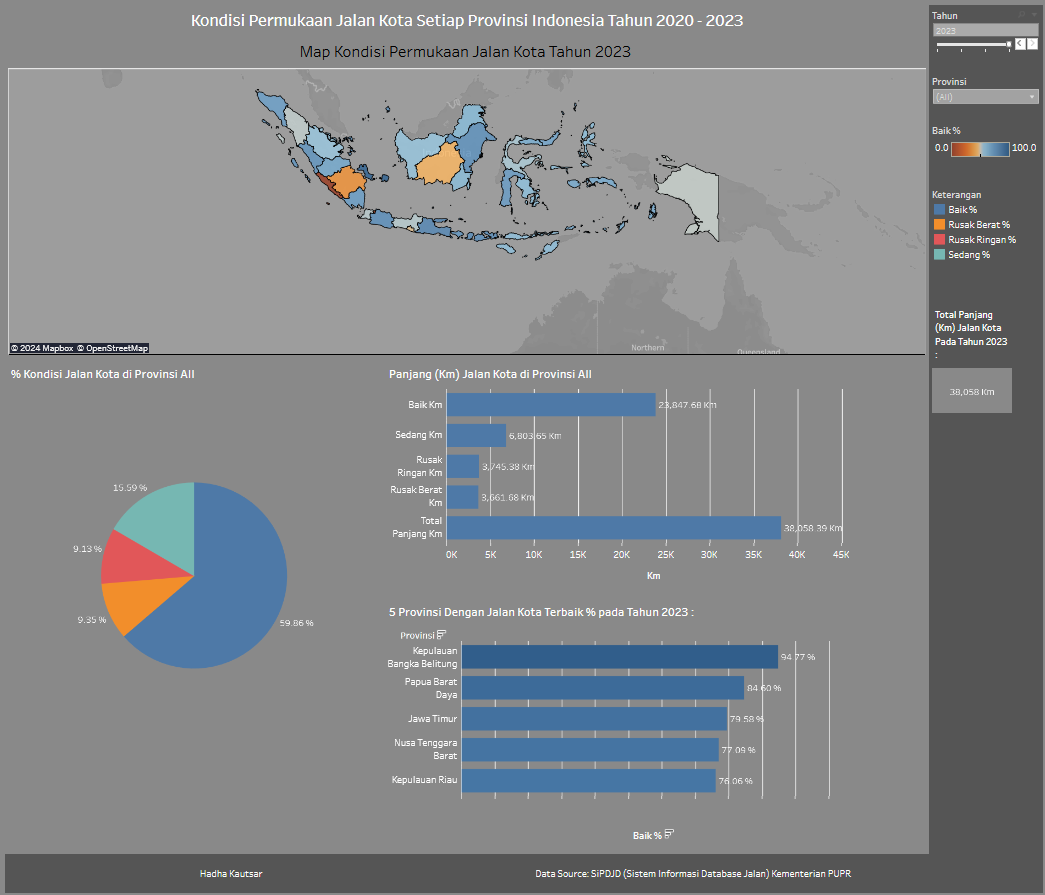 Kondisi Permukaan Jalan Kota Setiap Provinsi Indonesia Tahun 2020 - 2023
Map Kondisi Permukaan Jalan Kota Tahun 2023
Northern
Queensland
© 2024 Mapbox © OpenStreetMap
Tahun
2023
Provinsi
(All)
Baik %
0.0 100.0
Keterangan
Baik %
Rusak Berat %
Rusak Ringan %
Sedang %
Total Panjang
(Km) Jalan Kota
Pada Tahun 2023
:
38,058 Km
% Kondisi Jalan Kota di Provinsi All
15.59 %
9.13 %
9.35 %
59.86 %
Panjang (Km) Jalan Kota di Provinsi All
Baik Km 23,847.68 Km
Sedang Km 6,803.65 Km
Rusak
Ringan Km 3,745.38 Km
Rusak Berat
Km 3,661.68 Km
Total
Panjang Km 38,058.39 Km
0K 5K 10K 15K 20K 25K 30K 35K 40K 45K
Km
5 Provinsi Dengan Jalan Kota Terbaik % pada Tahun 2023 :
Provinsi
Kepulauan
Bangka Belitung 94.77 %
Papua Barat
Daya 84.60 %
Jawa Timur 79.58 %
Nusa Tenggara
Barat 77.09 %
Kepulauan Riau 76.06 %
Baik %
Hadha Kautsar
Data Source: SiPDJD (Sistem Informasi Database Jalan) Kementerian PUPR